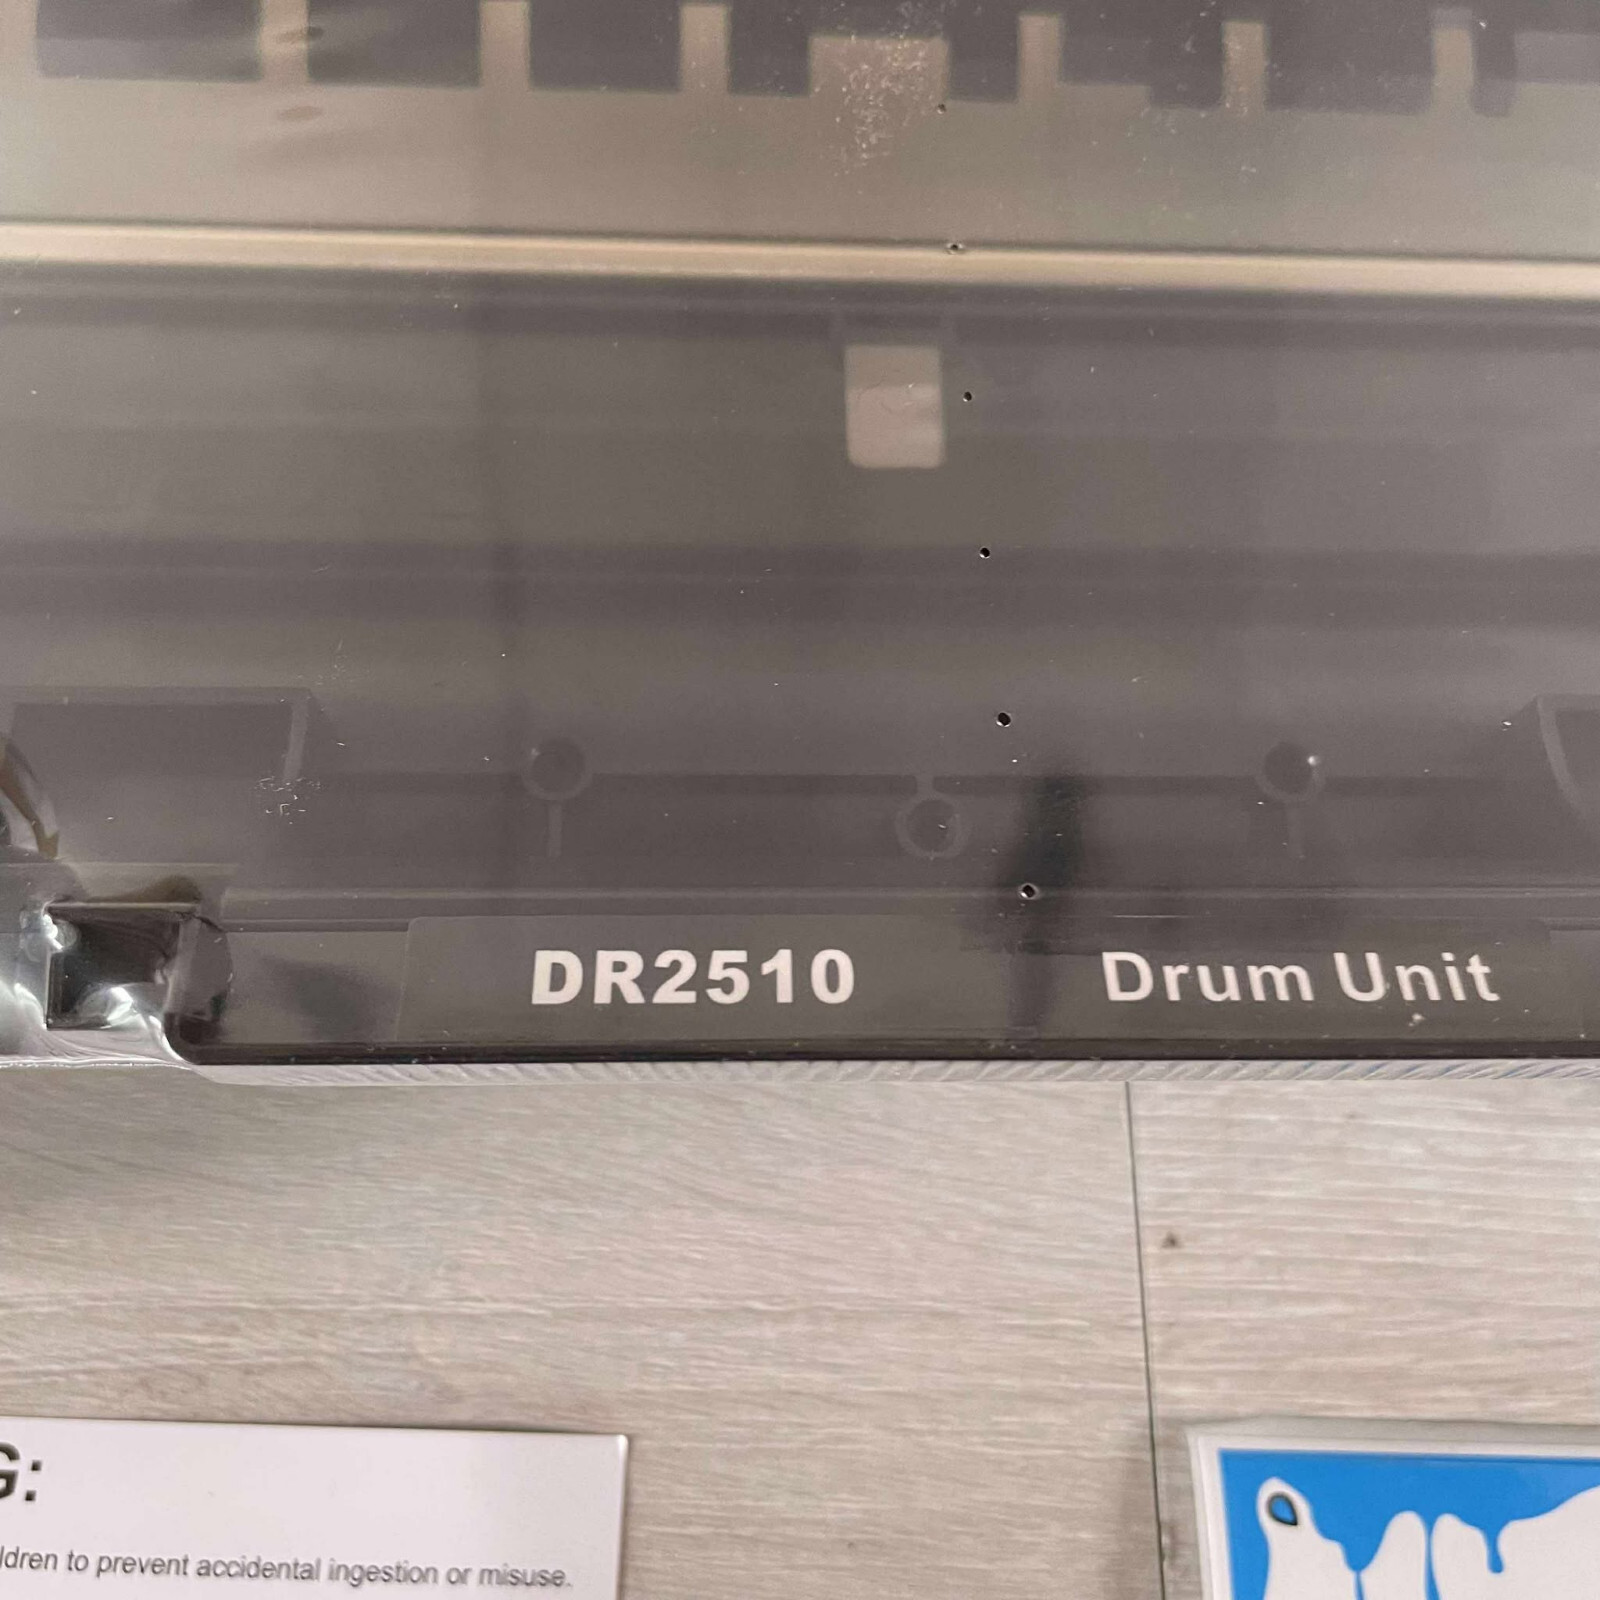 DR2510 Drum Unit
G:
ldren to prevent accidental ingestion or misuse.